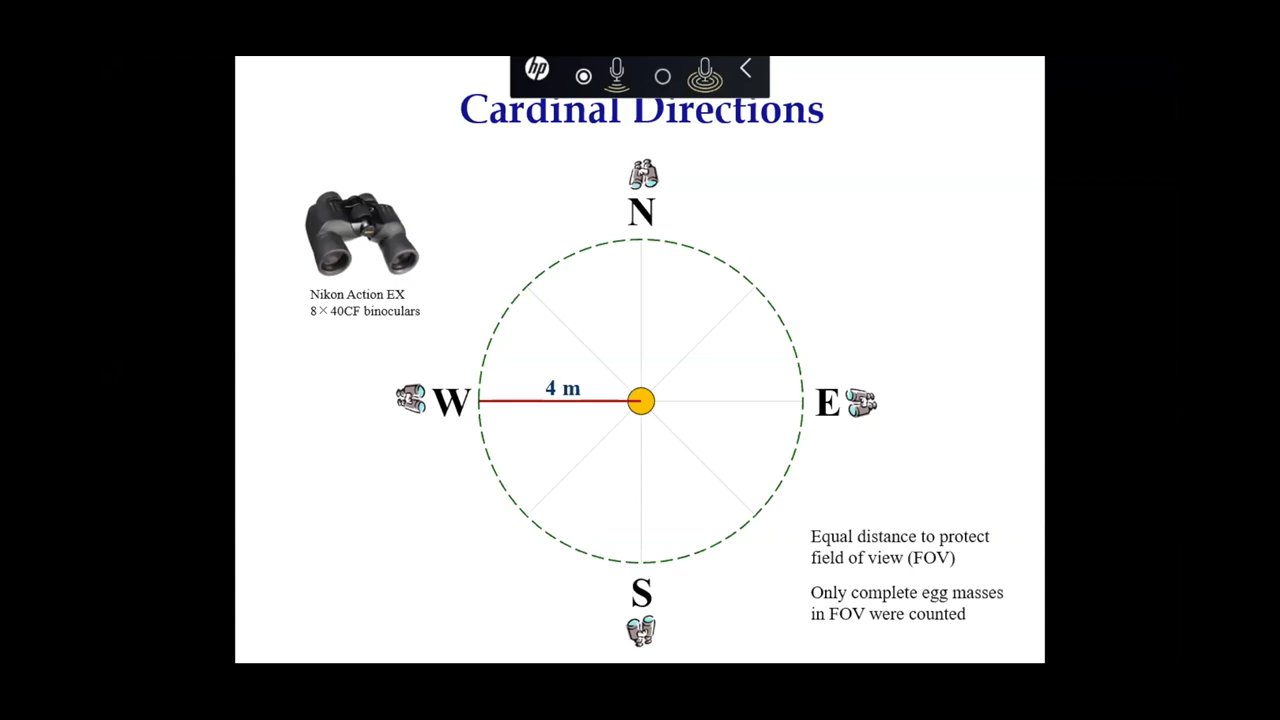 hp
Cardinal Directions
N
Nikon Action EX
8×40CF binoculars
4 m
W
E
Equal distance to protect
field of view (FOV)
S
Only complete egg masses
in FOV were counted